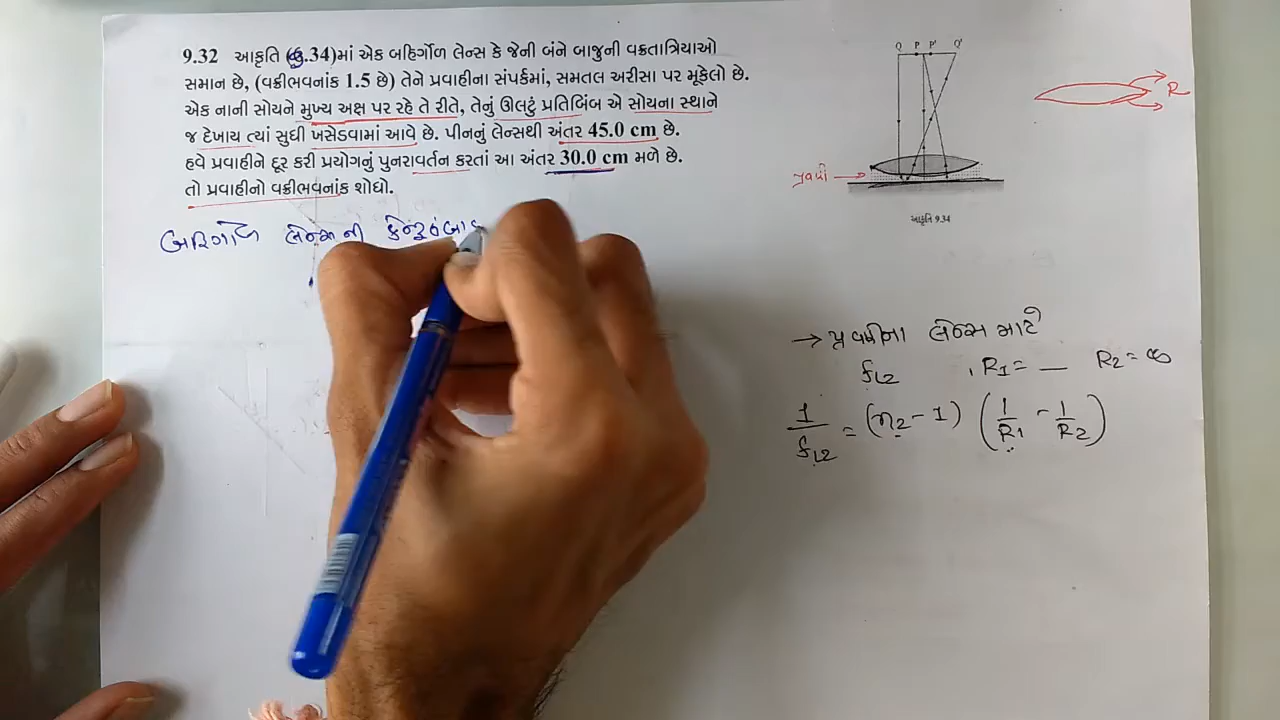 9.32 આકૃતિ (9.34)માં એક બહિર્ગોળ લેન્સ કે જેની બંને બાજુની વક્રતાત્રિજ્યાઓ
સમાન છે, (વક્રીભવનાંક 1.5 છે) તેને પ્રવાહીના સંપર્કમાં, સમતલ અરીસા પર મૂકેલો છે.
એક નાની સોયને મુખ્ય અક્ષ પર રહે તે રીતે, તેનું ઊલટું પ્રતિબિંબ એ સોયના સ્થાને
જ દેખાય ત્યાં સુધી ખસેડવામાં આવે છે. પીનનું લેન્સથી અંતર 45.0 cm છે.
હવે પ્રવાહીને દૂર કરી પ્રયોગનું પુનરાવર્તન કરતાં આ અંતર 30.0 cm મળે છે.
તો પ્રવાહીનો વક્રીભવનાંક શોધો.
બહિર્ગોળ લેન્સની કેન્દ્રલંબાઇ
Q P P' Q'
R
પ્રવાહી →
આકૃતિ 9.34
→ પ્રવાહીના લેન્સ માટે
f_L2 , R1 = — R2 = ∞
1/f_L2 = (n2 - 1) (1/R1 - 1/R2)